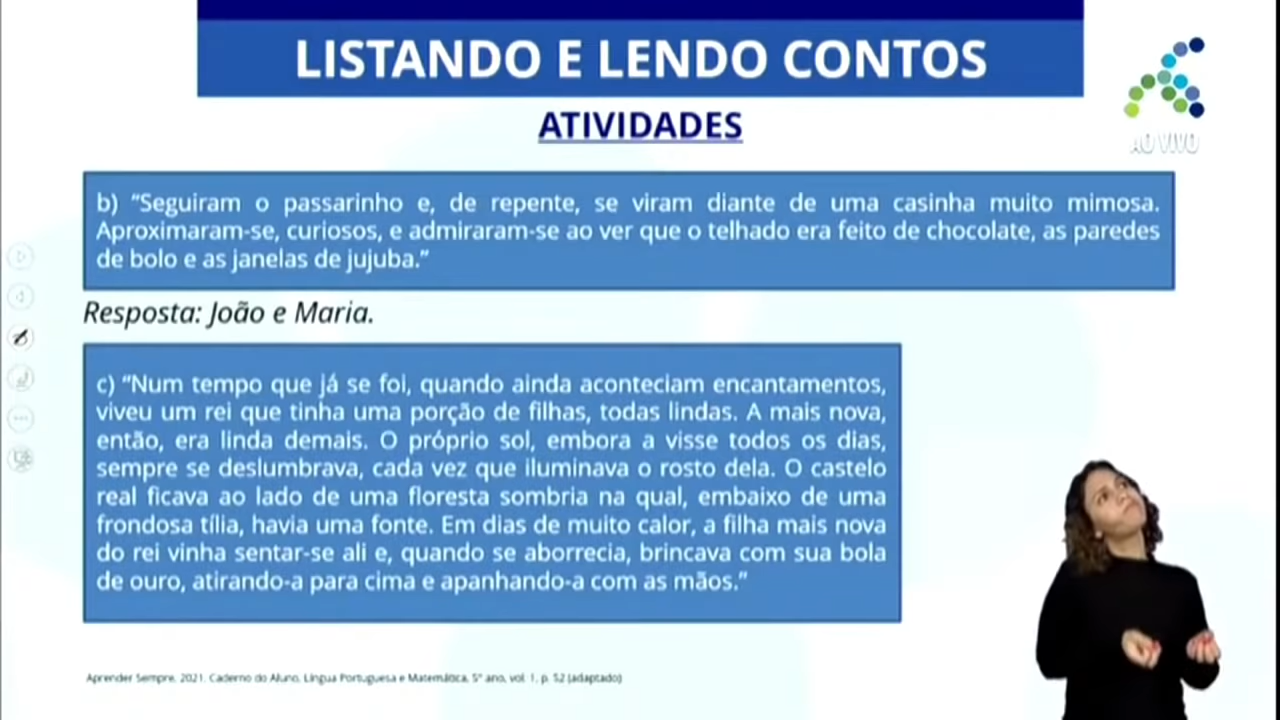 LISTANDO E LENDO CONTOS
AO VIVO
ATIVIDADES
b) “Seguiram o passarinho e, de repente, se viram diante de uma casinha muito mimosa.
Aproximaram-se, curiosos, e admiraram-se ao ver que o telhado era feito de chocolate, as paredes
de bolo e as janelas de jujuba.”
Resposta: João e Maria.
c) “Num tempo que já se foi, quando ainda aconteciam encantamentos,
viveu um rei que tinha uma porção de filhas, todas lindas. A mais nova,
então, era linda demais. O próprio sol, embora a visse todos os dias,
sempre se deslumbrava, cada vez que iluminava o rosto dela. O castelo
real ficava ao lado de uma floresta sombria na qual, embaixo de uma
frondosa tília, havia uma fonte. Em dias de muito calor, a filha mais nova
do rei vinha sentar-se ali e, quando se aborrecia, brincava com sua bola
de ouro, atirando-a para cima e apanhando-a com as mãos.”
Aprender Sempre, 2021. Caderno do Aluno, Língua Portuguesa e Matemática, 5º ano, vol. 1, p. 52 (adaptado)